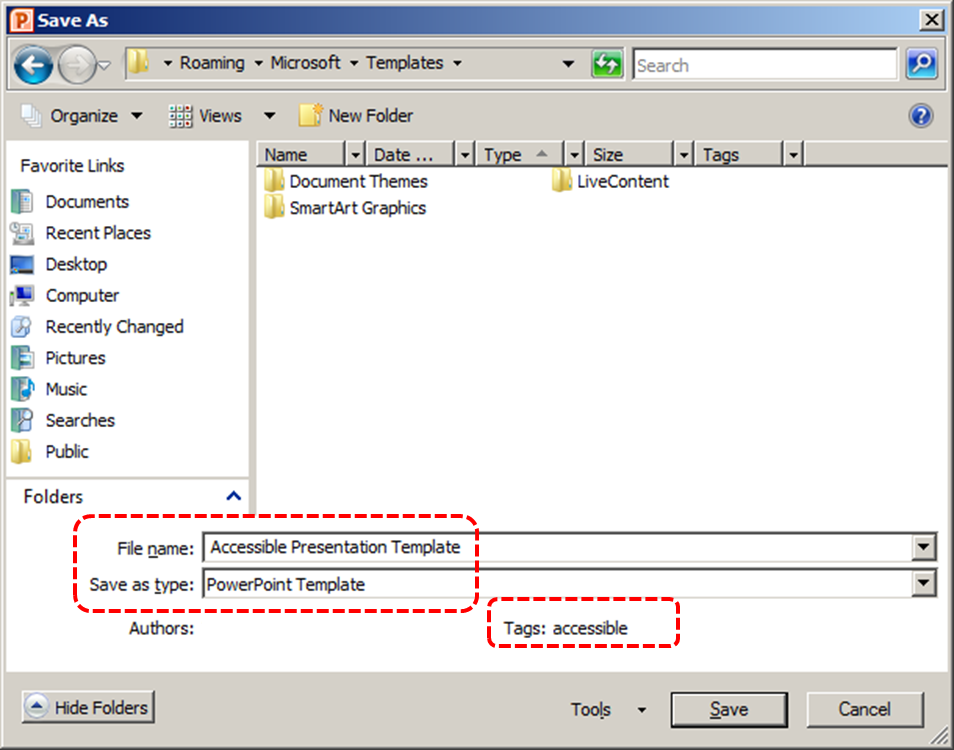 Save As
Roaming Microsoft Templates Search
Organize Views New Folder
Favorite Links
Documents
Recent Places
Desktop
Computer
Recently Changed
Pictures
Music
Searches
Public
Folders
Name Date ... Type Size Tags
Document Themes LiveContent
SmartArt Graphics
File name: Accessible Presentation Template
Save as type: PowerPoint Template
Authors: Tags: accessible
Hide Folders Tools Save Cancel